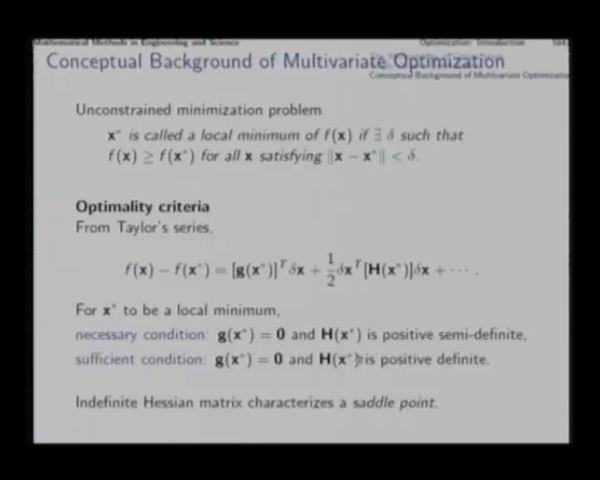 Mathematical Methods in Engineering and Science
Optimization: Introduction
Conceptual Background of Multivariate Optimization
Conceptual Background of Multivariate Optimization
Unconstrained minimization problem
x* is called a local minimum of f(x) if ∃ δ such that
f(x) ≥ f(x*) for all x satisfying ‖x − x*‖ < δ.
Optimality criteria
From Taylor's series,
f(x) − f(x*) = [g(x*)]ᵀδx + 1/2 δxᵀ[H(x*)]δx + ⋯ .
For x* to be a local minimum,
necessary condition: g(x*) = 0 and H(x*) is positive semi-definite,
sufficient condition: g(x*) = 0 and H(x*) is positive definite.
Indefinite Hessian matrix characterizes a saddle point.